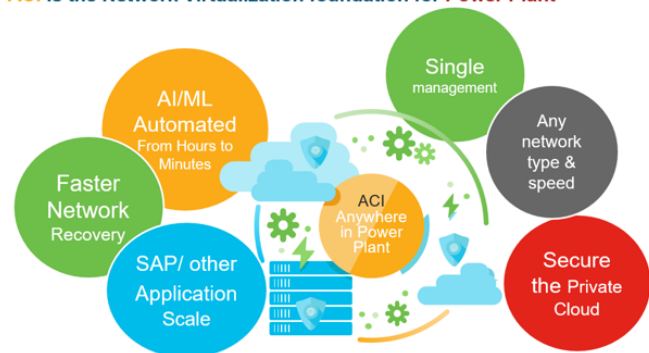 ACI is the Network Virtualization foundation for Power Plant
Single
management
AI/ML
Automated
From Hours to
Minutes
Any
network
type &
speed
Faster
Network
Recovery
ACI
Anywhere
in Power
Plant
SAP/ other
Application
Scale
Secure
the Private
Cloud